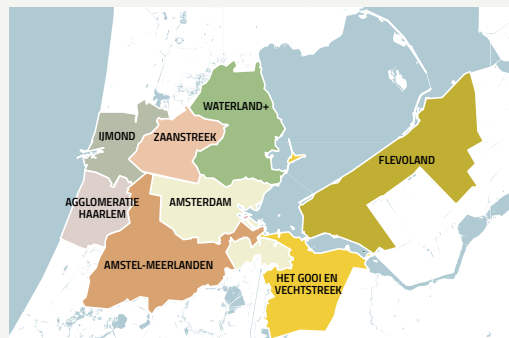 WATERLAND+
IJMOND
ZAANSTREEK
FLEVOLAND
AGGLOMERATIE
HAARLEM
AMSTERDAM
AMSTEL-MEERLANDEN
HET GOOI EN
VECHTSTREEK